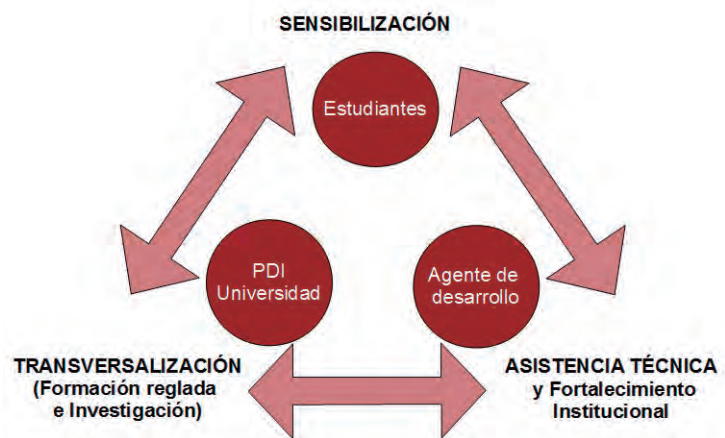 SENSIBILIZACIÓN
Estudiantes
PDI
Universidad
Agente de
desarrollo
TRANSVERSALIZACIÓN
(Formación reglada
e Investigación)
ASISTENCIA TÉCNICA
y Fortalecimiento
Institucional